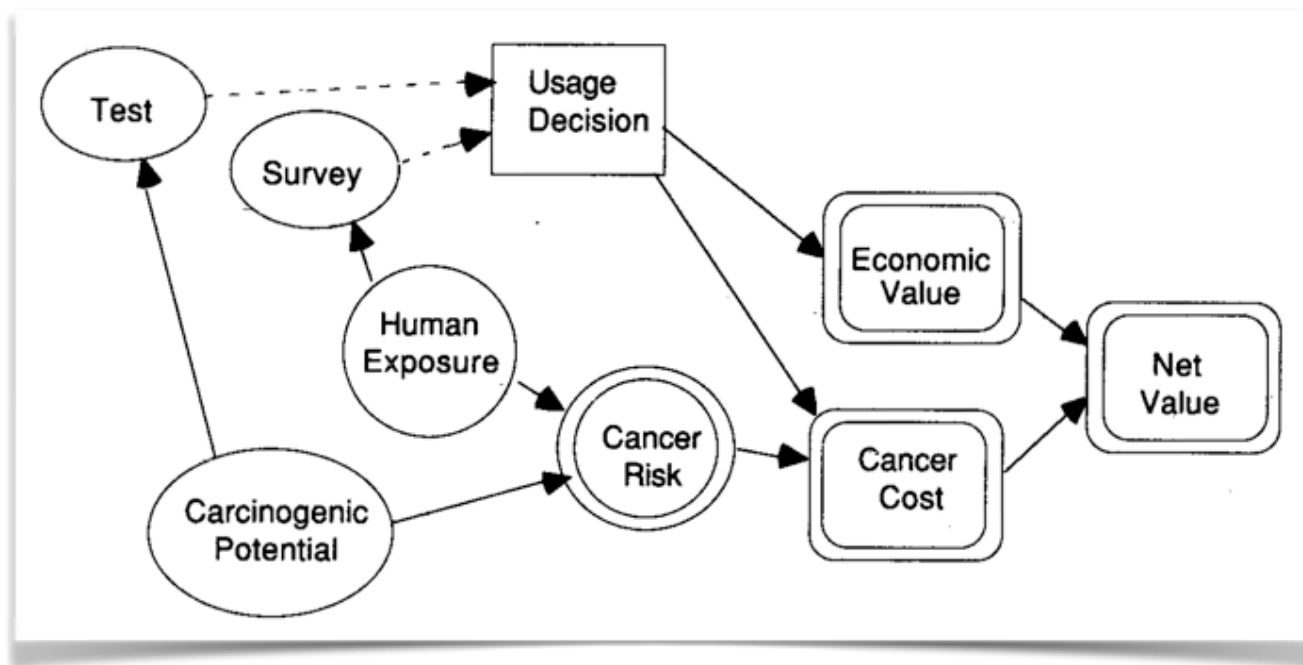 Test
Usage
Decision
Survey
Economic
Value
Human
Exposure
Net
Value
Cancer
Risk
Cancer
Cost
Carcinogenic
Potential